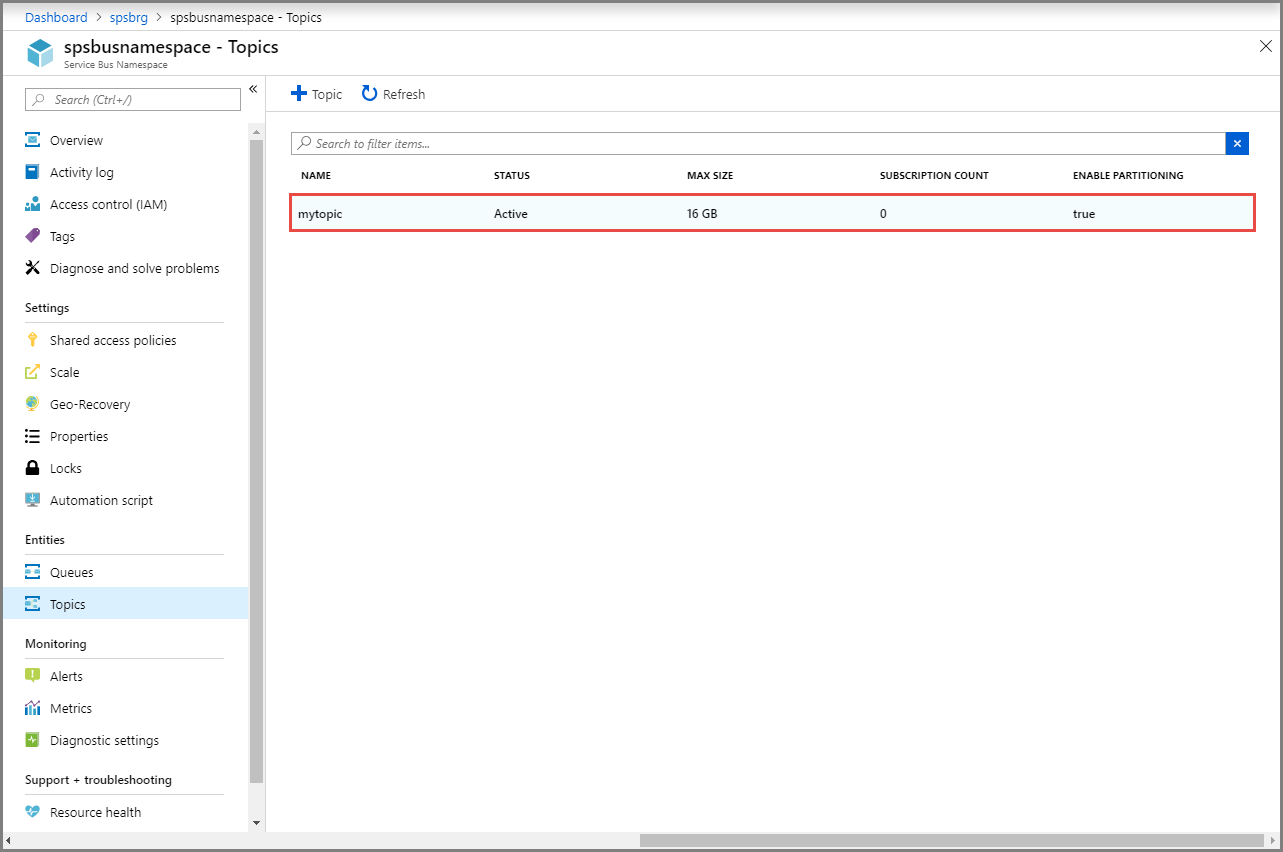 Dashboard > spsbrg > spsbusnamespace - Topics
spsbusnamespace - Topics
Service Bus Namespace
Search (Ctrl+/)
Overview
Activity log
Access control (IAM)
Tags
Diagnose and solve problems
Settings
Shared access policies
Scale
Geo-Recovery
Properties
Locks
Automation script
Entities
Queues
Topics
Monitoring
Alerts
Metrics
Diagnostic settings
Support + troubleshooting
Resource health
Topic Refresh
Search to filter items...
NAME STATUS MAX SIZE SUBSCRIPTION COUNT ENABLE PARTITIONING
mytopic Active 16 GB 0 true